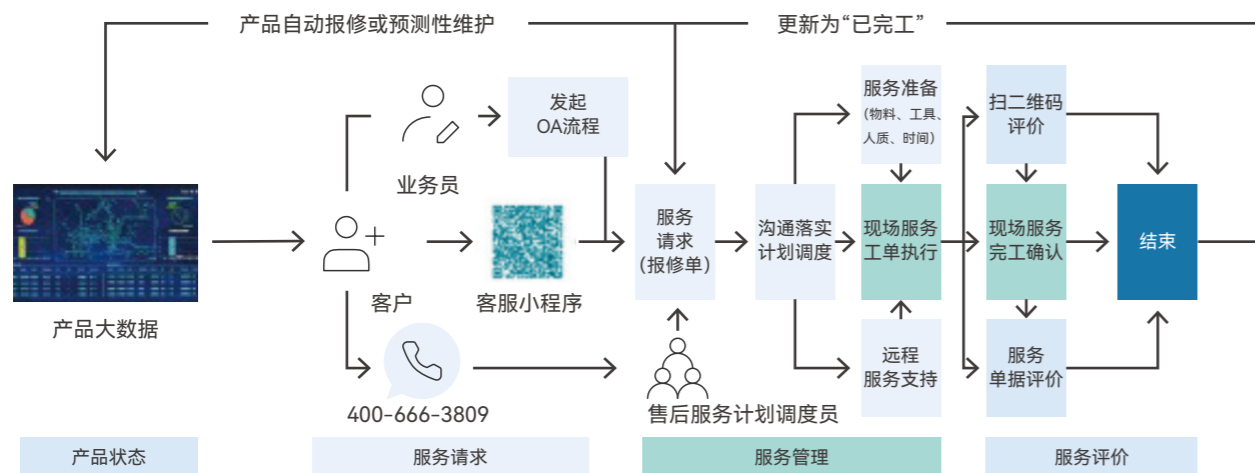 产品自动报修或预测性维护
更新为“已完工”
发起
OA流程
业务员
服务准备
(物料、工具、
人质、时间)
扫二维码
评价
服务
请求
(报修单)
沟通落实
计划调度
现场服务
工单执行
现场服务
完工确认
结束
产品大数据
客户
客服小程序
400-666-3809
售后服务计划调度员
远程
服务支持
服务
单据评价
产品状态
服务请求
服务管理
服务评价